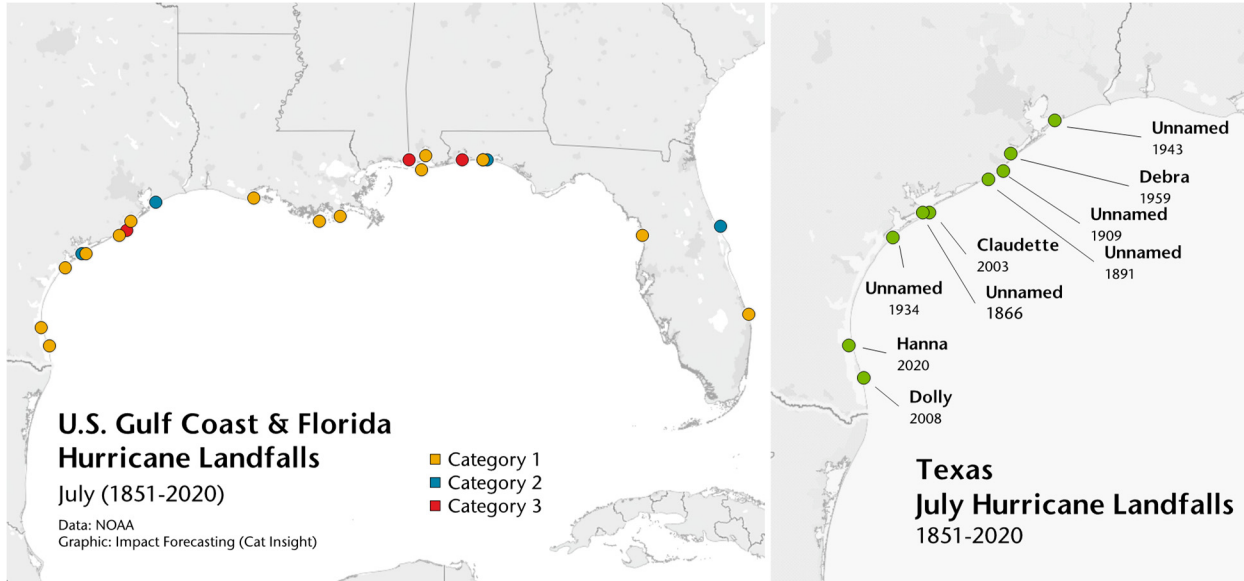 U.S. Gulf Coast & Florida
Hurricane Landfalls
July (1851-2020)
Data: NOAA
Graphic: Impact Forecasting (Cat Insight)
Category 1
Category 2
Category 3
Unnamed
1943
Debra
1959
Unnamed
1909
Unnamed
1891
Claudette
2003
Unnamed
1866
Unnamed
1934
Hanna
2020
Dolly
2008
Texas
July Hurricane Landfalls
1851-2020